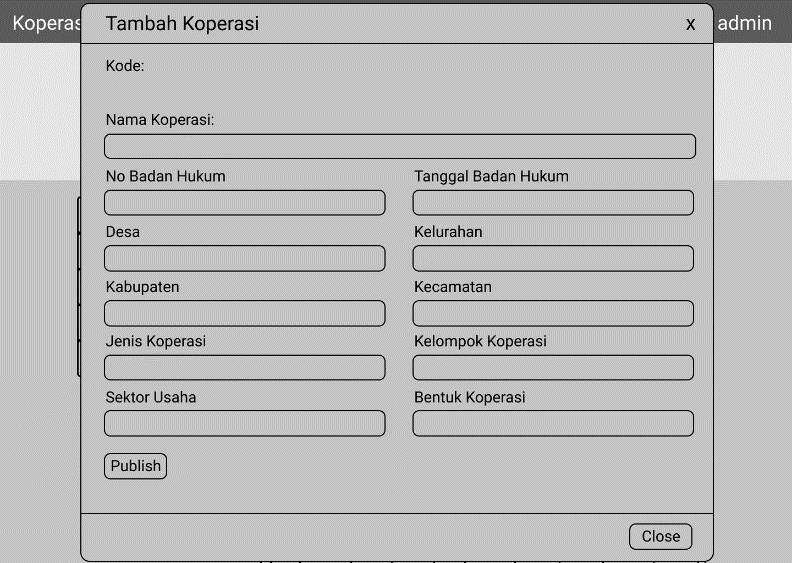 Tambah Koperasi x admin
Kode:
Nama Koperasi:
No Badan Hukum Tanggal Badan Hukum
Desa Kelurahan
Kabupaten Kecamatan
Jenis Koperasi Kelompok Koperasi
Sektor Usaha Bentuk Koperasi
Publish
Close